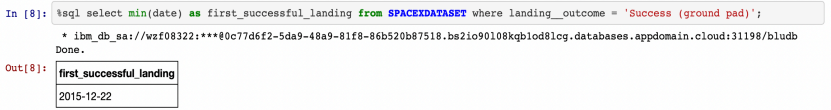 In [8]: %sql select min(date) as first_successful_landing from SPACEXDATASET where landing__outcome = 'Success (ground pad)';
* ibm_db_sa://wzf08322:***@0c77d6f2-5da9-48a9-81f8-86b520b87518.bs2io90l08kqb1od8lcg.databases.appdomain.cloud:31198/bludb
Done.
Out[8]:
first_successful_landing
2015-12-22